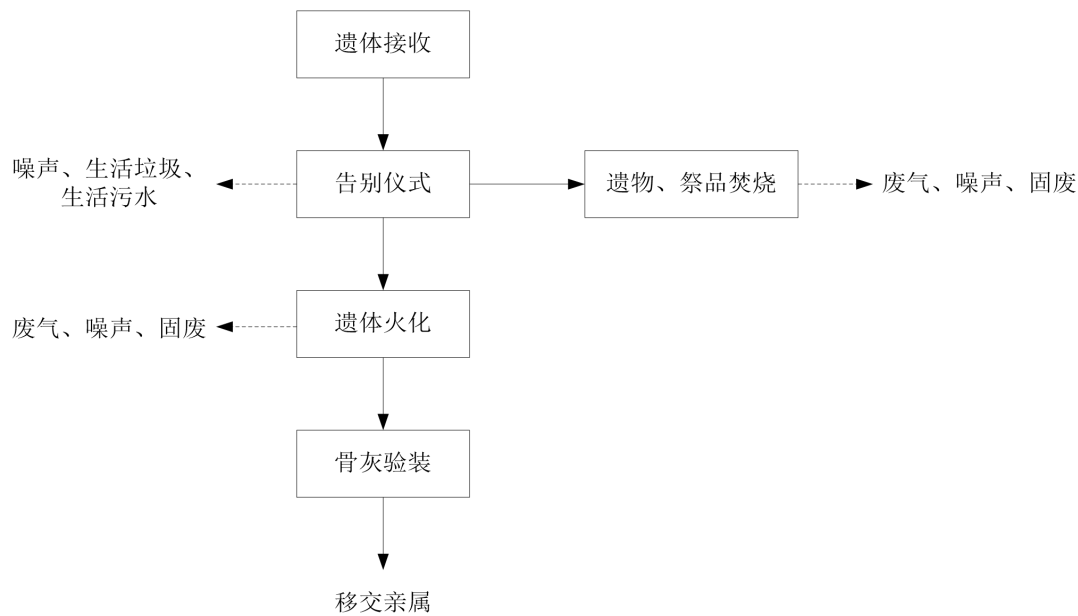 遗体接收
噪声、生活垃圾、
生活污水
告别仪式
遗物、祭品焚烧
废气、噪声、固废
废气、噪声、固废
遗体火化
骨灰验装
移交亲属